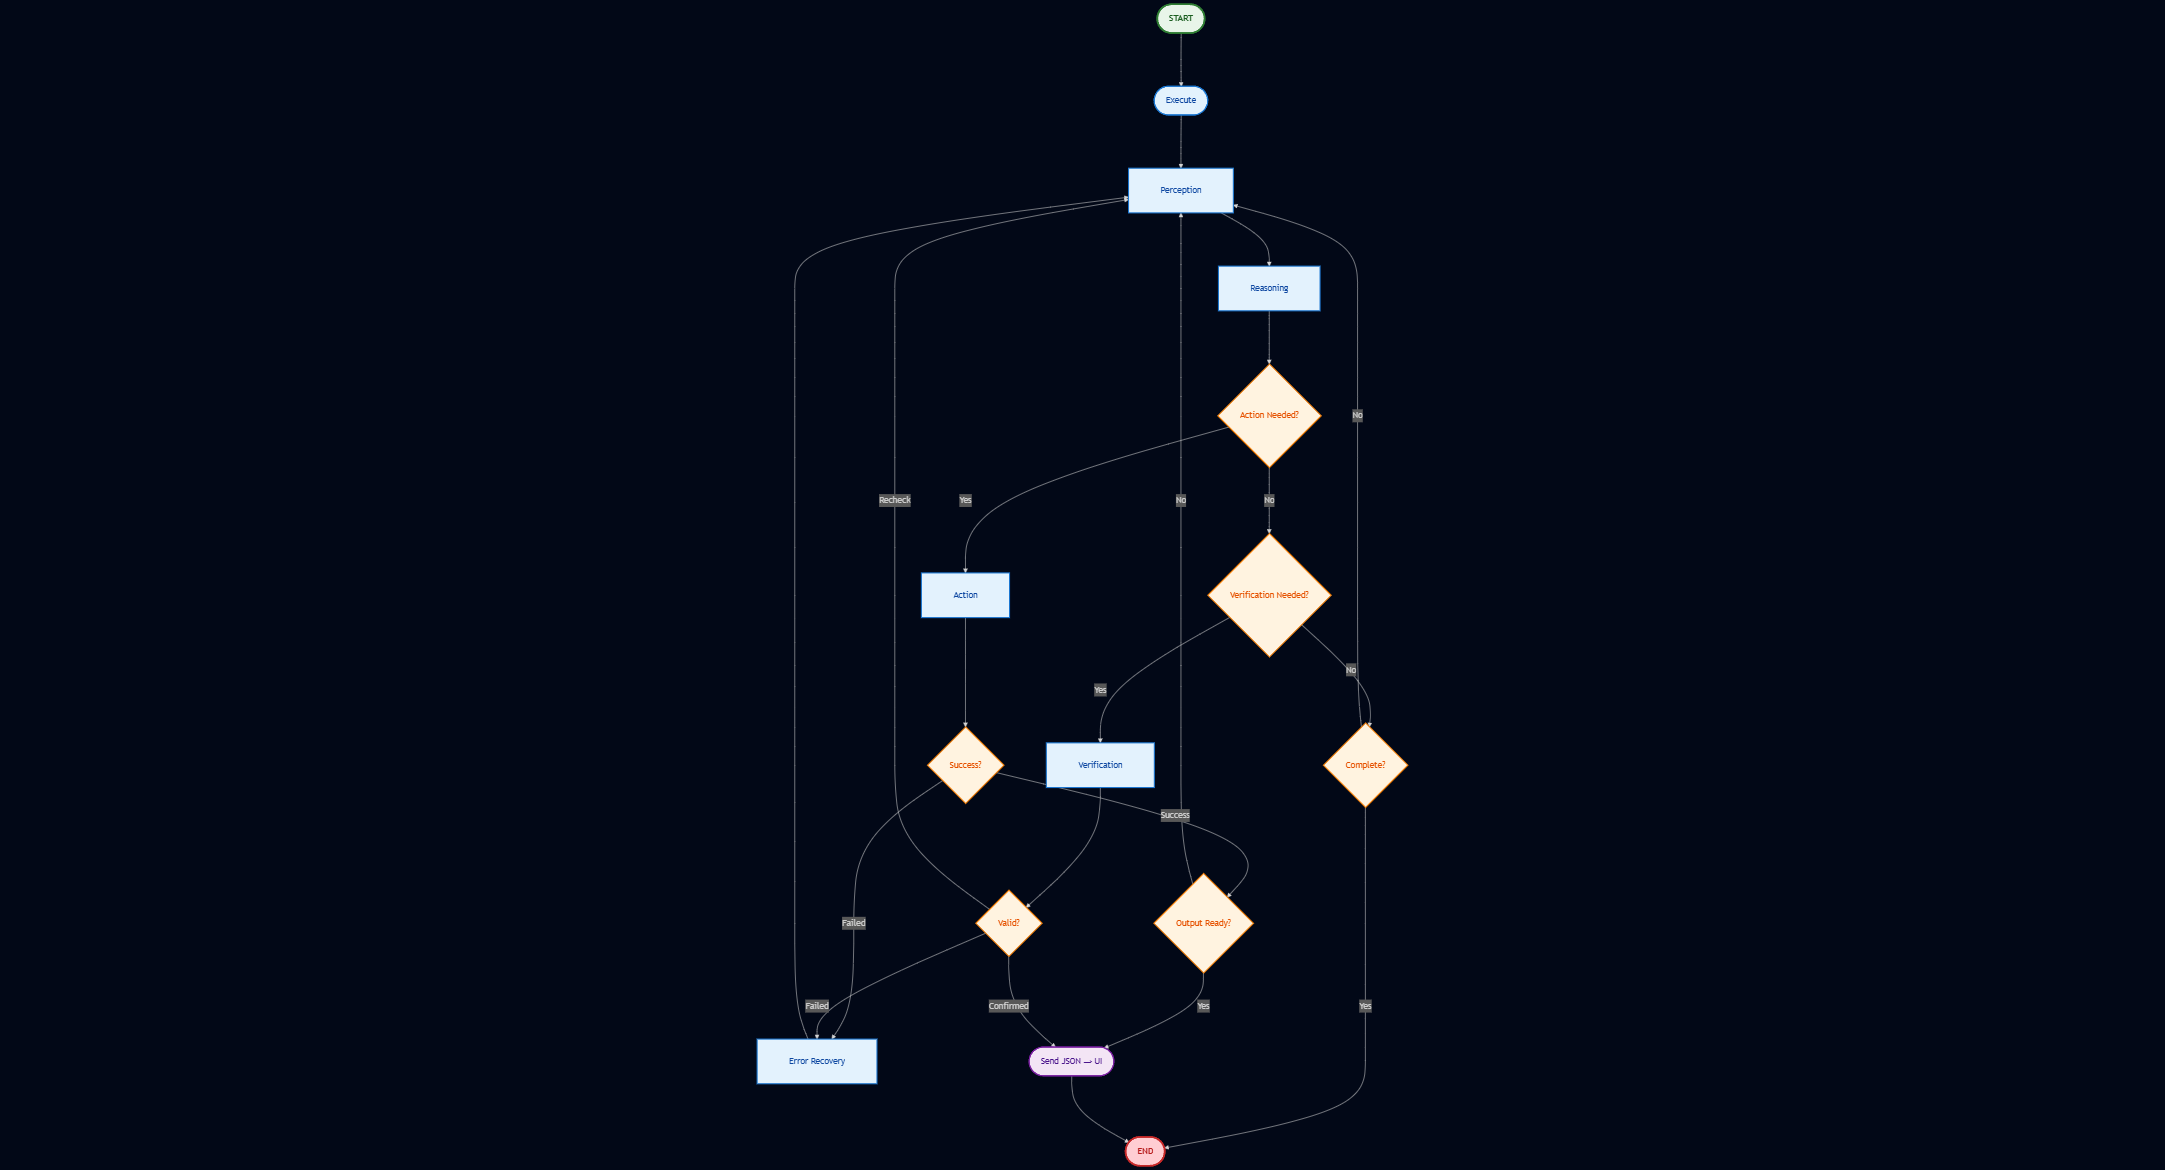 START
Execute
Perception
Reasoning
Action Needed?
No
Recheck
Yes
No
No
Action
Verification Needed?
No
Yes
Success?
Verification
Complete?
Success
Failed
Valid?
Output Ready?
Failed
Confirmed
Yes
Yes
Error Recovery
Send JSON → UI
END